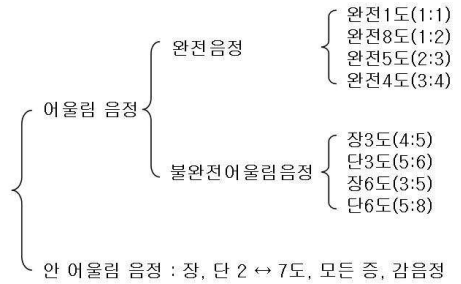 완전1도(1:1)
완전8도(1:2)
완전음정
완전5도(2:3)
완전4도(3:4)
어울림 음정
장3도(4:5)
단3도(5:6)
불완전어울림음정
장6도(3:5)
단6도(5:8)
안 어울림 음정 : 장, 단 2 ↔ 7도, 모든 증, 감음정